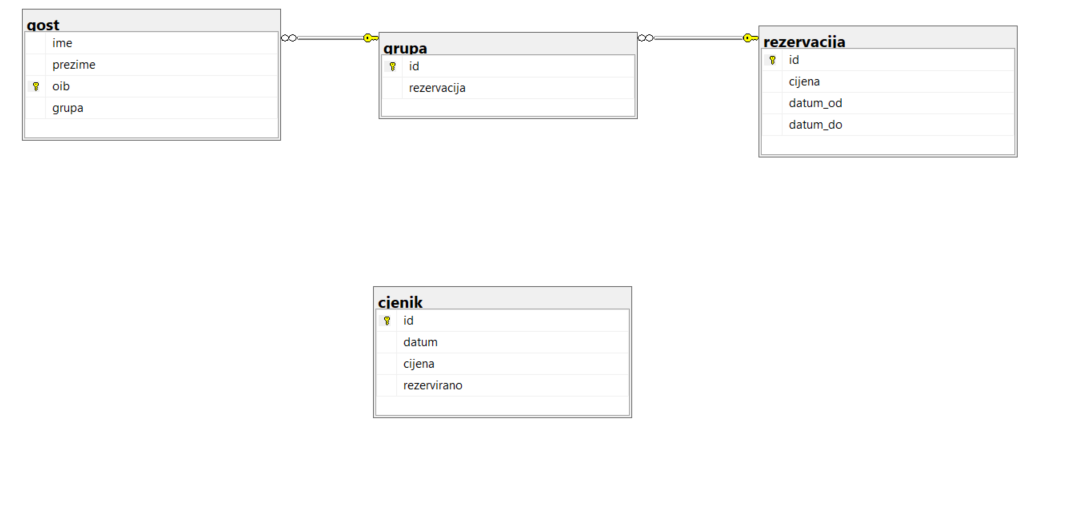 gost
ime
prezime
oib
grupa
grupa
id
rezervacija
rezervacija
id
cijena
datum_od
datum_do
cjenik
id
datum
cijena
rezervirano